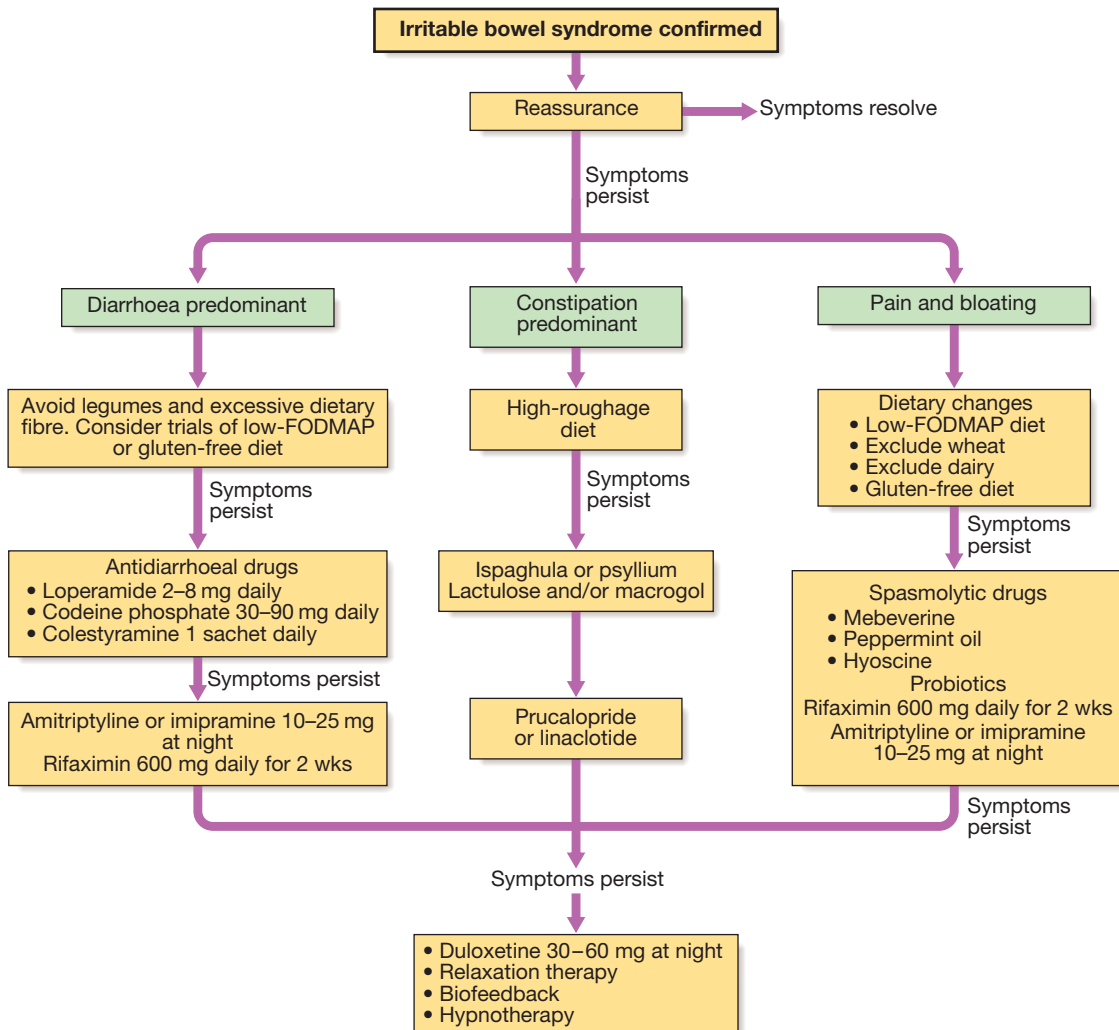 Irritable bowel syndrome confirmed
Reassurance
Symptoms resolve
Symptoms
persist
Diarrhoea predominant
Avoid legumes and excessive dietary
fibre. Consider trials of low-FODMAP
or gluten-free diet
Symptoms
persist
Antidiarrhoeal drugs
• Loperamide 2–8 mg daily
• Codeine phosphate 30–90 mg daily
• Colestyramine 1 sachet daily
Symptoms persist
Amitriptyline or imipramine 10–25 mg
at night
Rifaximin 600 mg daily for 2 wks
Constipation
predominant
High-roughage
diet
Symptoms
persist
Ispaghula or psyllium
Lactulose and/or macrogol
Prucalopride
or linaclotide
Pain and bloating
Dietary changes
• Low-FODMAP diet
• Exclude wheat
• Exclude dairy
• Gluten-free diet
Symptoms
persist
Spasmolytic drugs
• Mebeverine
• Peppermint oil
• Hyoscine
Probiotics
Rifaximin 600 mg daily for 2 wks
Amitriptyline or imipramine
10–25 mg at night
Symptoms
persist
Symptoms persist
• Duloxetine 30–60 mg at night
• Relaxation therapy
• Biofeedback
• Hypnotherapy